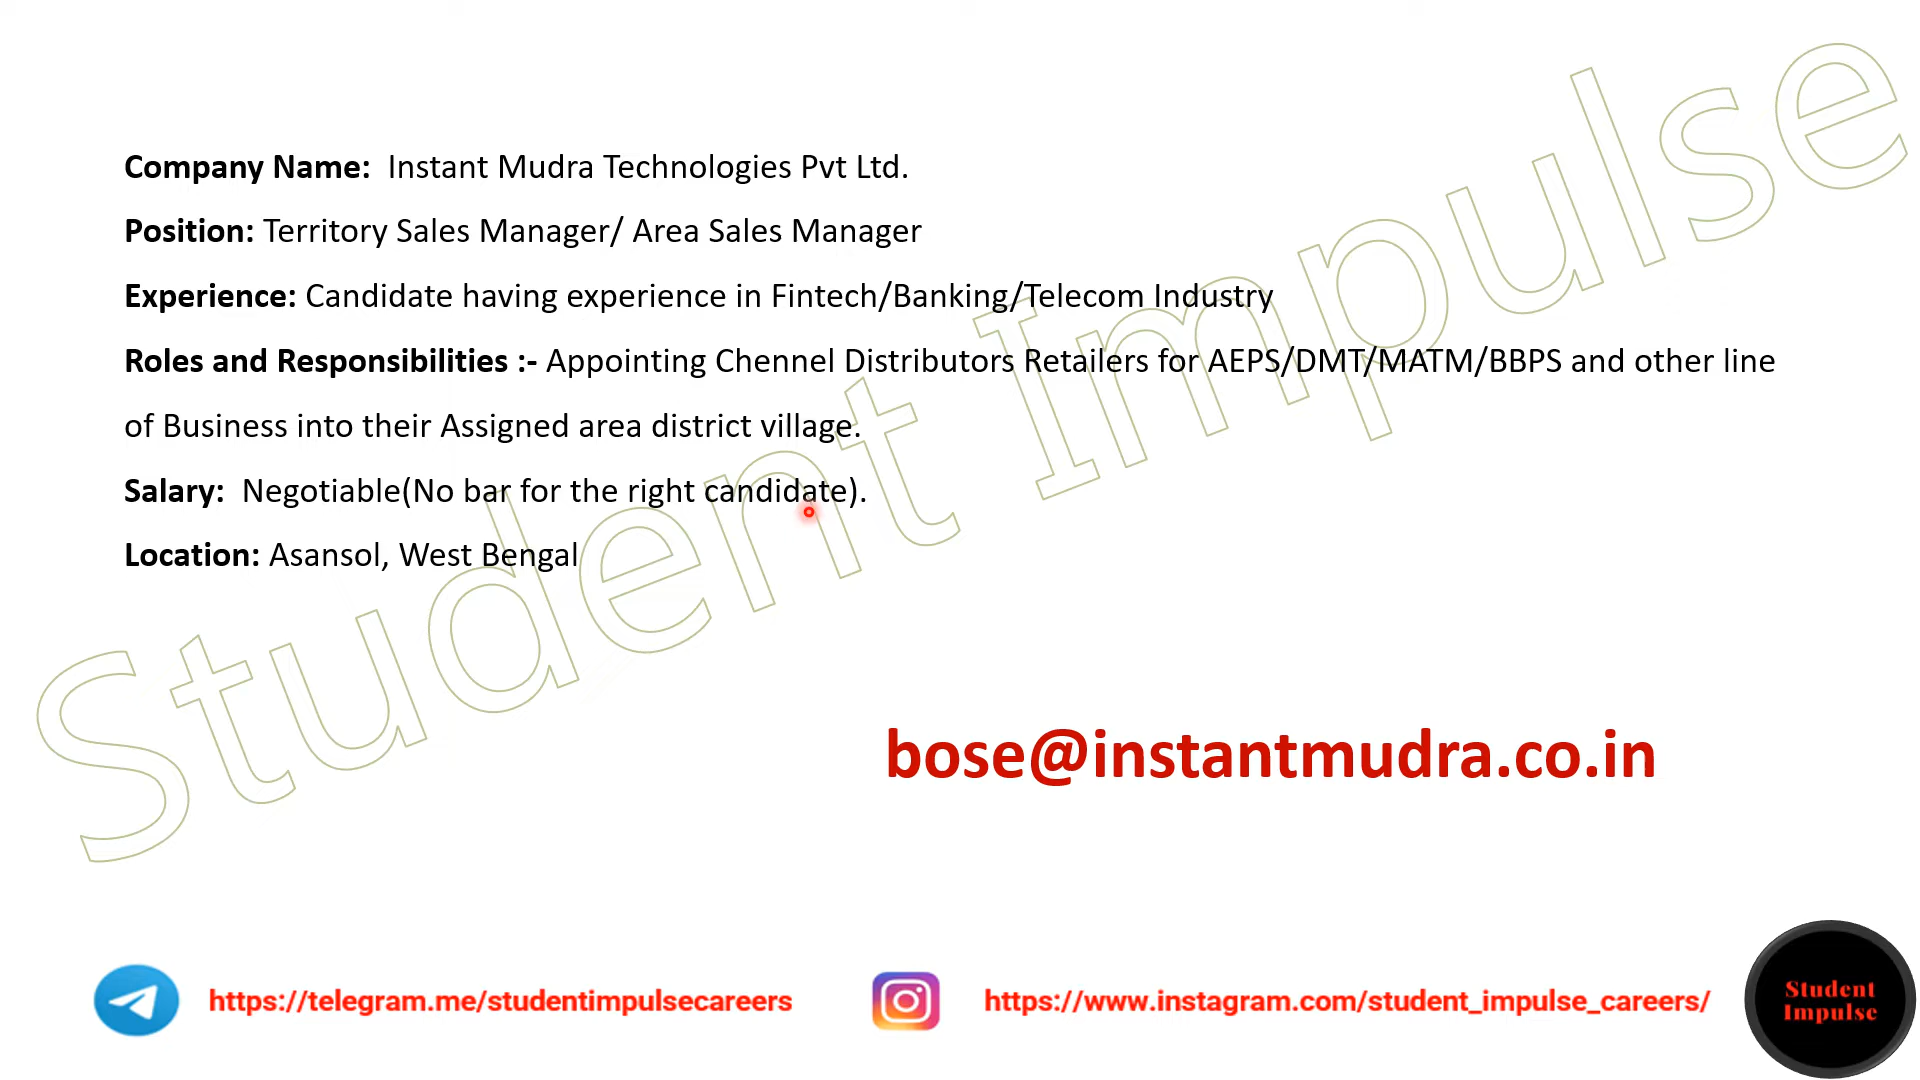 Company Name: Instant Mudra Technologies Pvt Ltd.
Position: Territory Sales Manager/ Area Sales Manager
Experience: Candidate having experience in Fintech/Banking/Telecom Industry
Roles and Responsibilities :- Appointing Chennel Distributors Retailers for AEPS/DMT/MATM/BBPS and other line
of Business into their Assigned area district village.
Salary: Negotiable(No bar for the right candidate).
Location: Asansol, West Bengal
Student Impulse
bose@instantmudra.co.in
https://telegram.me/studentimpulsecareers
https://www.instagram.com/student_impulse_careers/
Student
Impulse